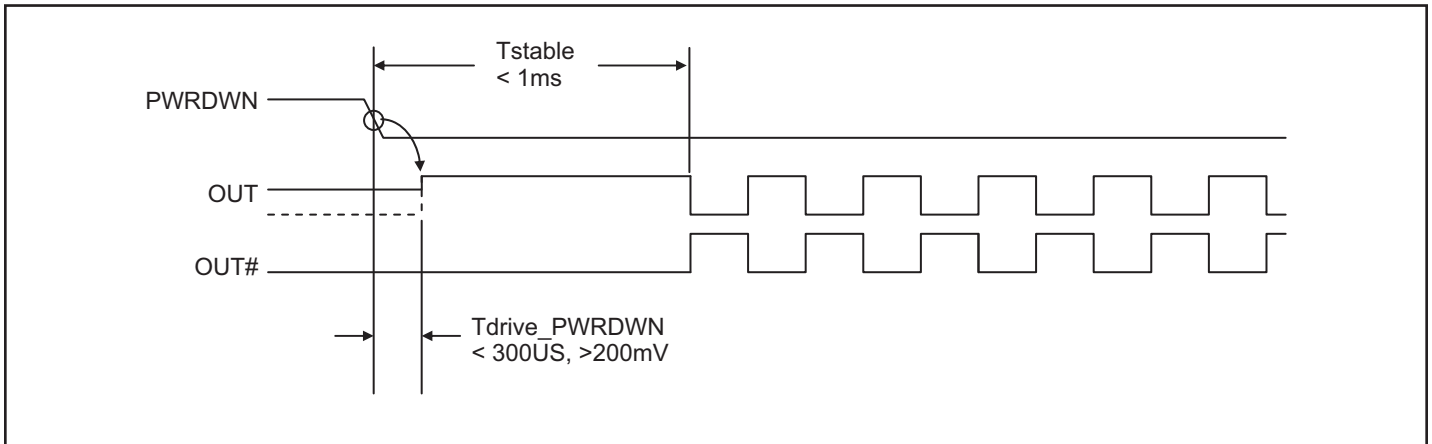 Tstable
< 1ms
PWRDWN
OUT
OUT#
Tdrive_PWRDWN
< 300US, >200mV